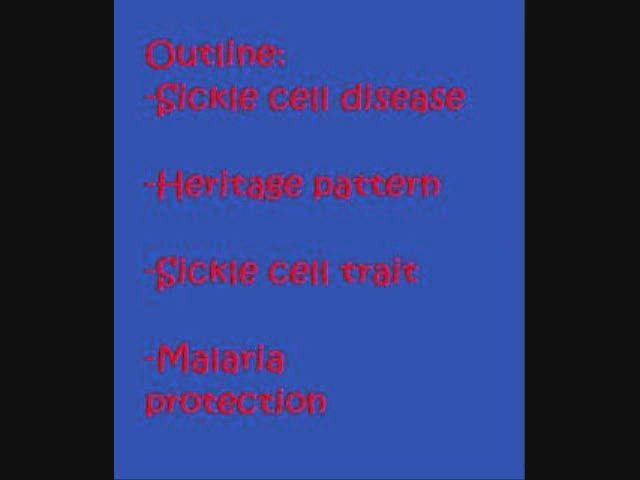 Outline:
-Sickle cell disease
-Heritage pattern
-Sickle cell trait
-Malaria
protection